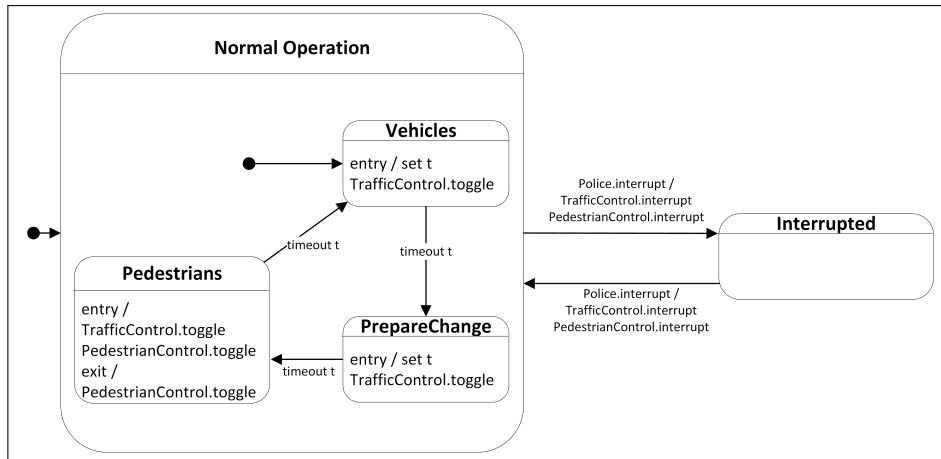 Normal Operation
Vehicles
entry / set t
TrafficControl.toggle
timeout t
timeout t
Pedestrians
entry /
TrafficControl.toggle
PedestrianControl.toggle
exit /
PedestrianControl.toggle
PrepareChange
entry / set t
TrafficControl.toggle
timeout t
Police.interrupt /
TrafficControl.interrupt
PedestrianControl.interrupt
Interrupted
Police.interrupt /
TrafficControl.interrupt
PedestrianControl.interrupt